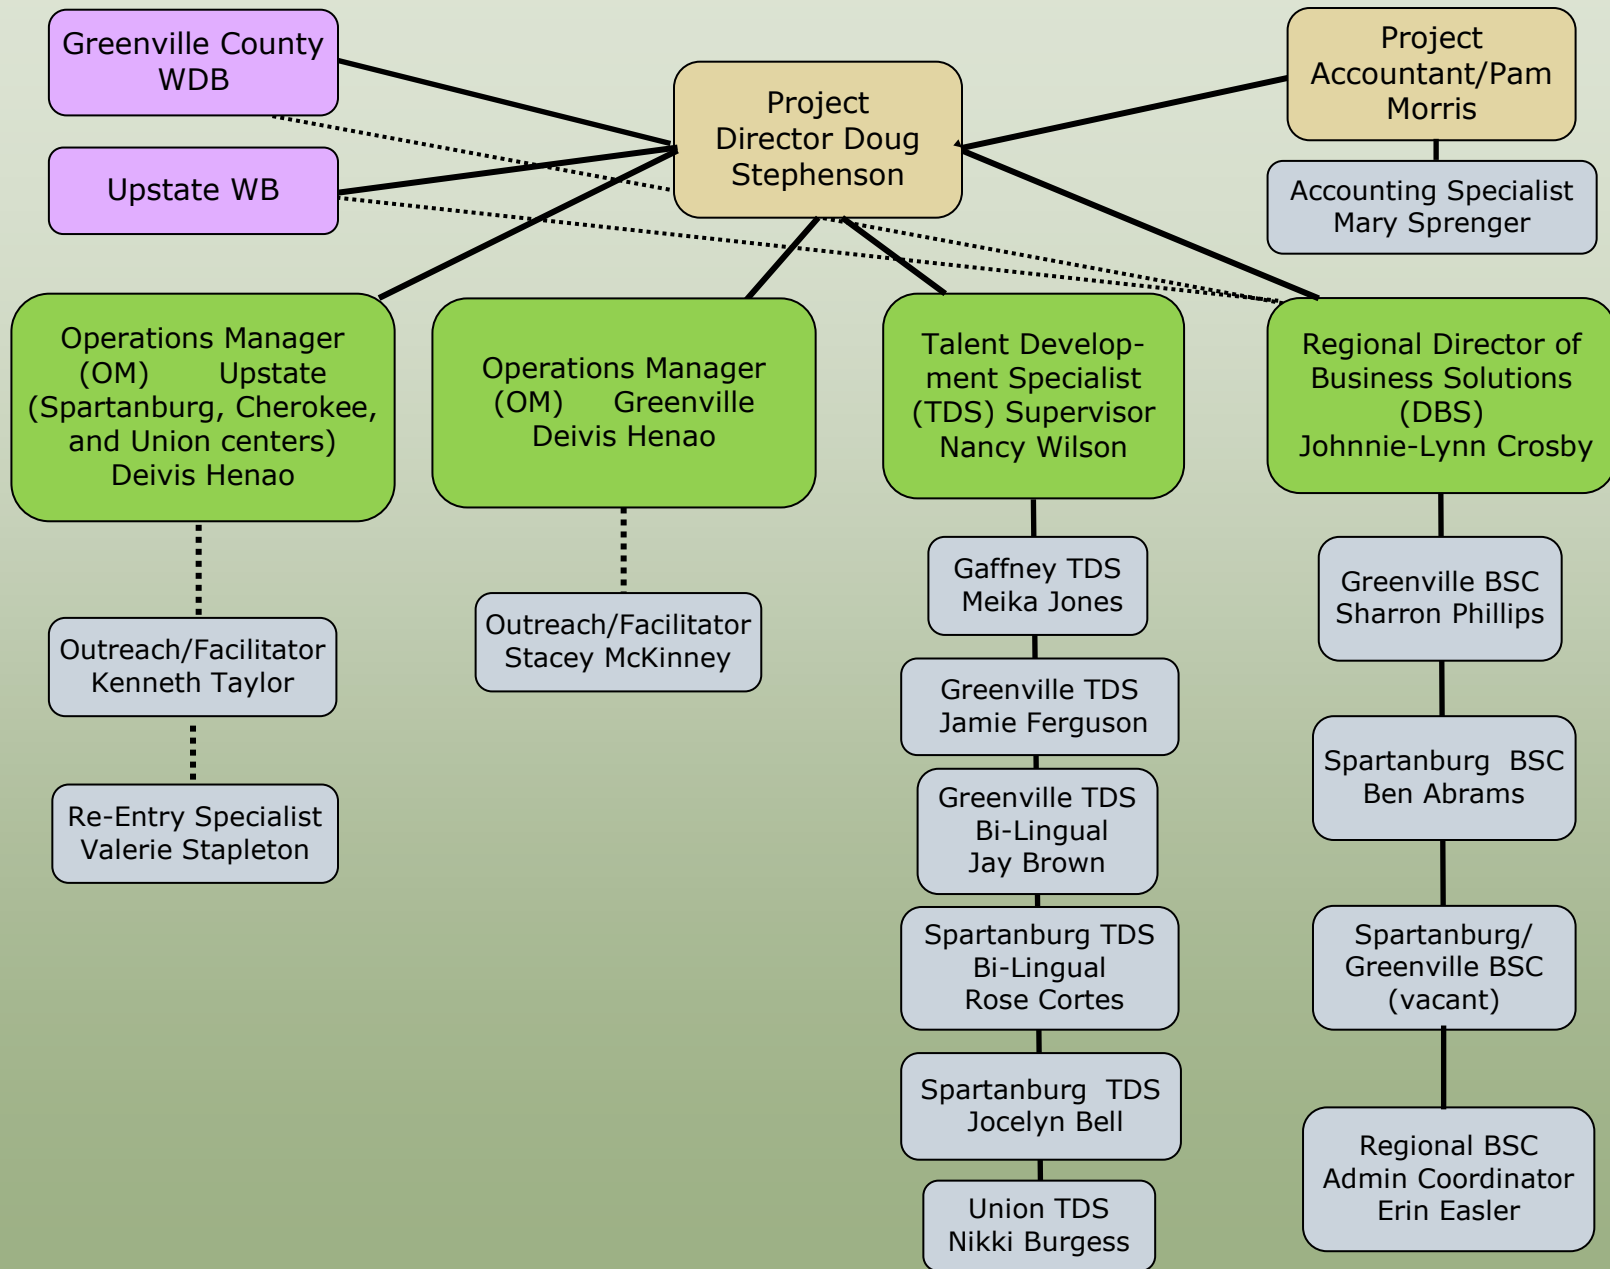 Greenville County
WDB
Upstate WB
Project
Director Doug
Stephenson
Project
Accountant/Pam
Morris
Accounting Specialist
Mary Sprenger
Operations Manager
(OM) Upstate
(Spartanburg, Cherokee,
and Union centers)
Deivis Henao
Outreach/Facilitator
Kenneth Taylor
Re-Entry Specialist
Valerie Stapleton
Operations Manager
(OM) Greenville
Deivis Henao
Outreach/Facilitator
Stacey McKinney
Talent Develop-
ment Specialist
(TDS) Supervisor
Nancy Wilson
Gaffney TDS
Meika Jones
Greenville TDS
Jamie Ferguson
Greenville TDS
Bi-Lingual
Jay Brown
Spartanburg TDS
Bi-Lingual
Rose Cortes
Spartanburg TDS
Jocelyn Bell
Union TDS
Nikki Burgess
Regional Director of
Business Solutions
(DBS)
Johnnie-Lynn Crosby
Greenville BSC
Sharron Phillips
Spartanburg BSC
Ben Abrams
Spartanburg/
Greenville BSC
(vacant)
Regional BSC
Admin Coordinator
Erin Easler